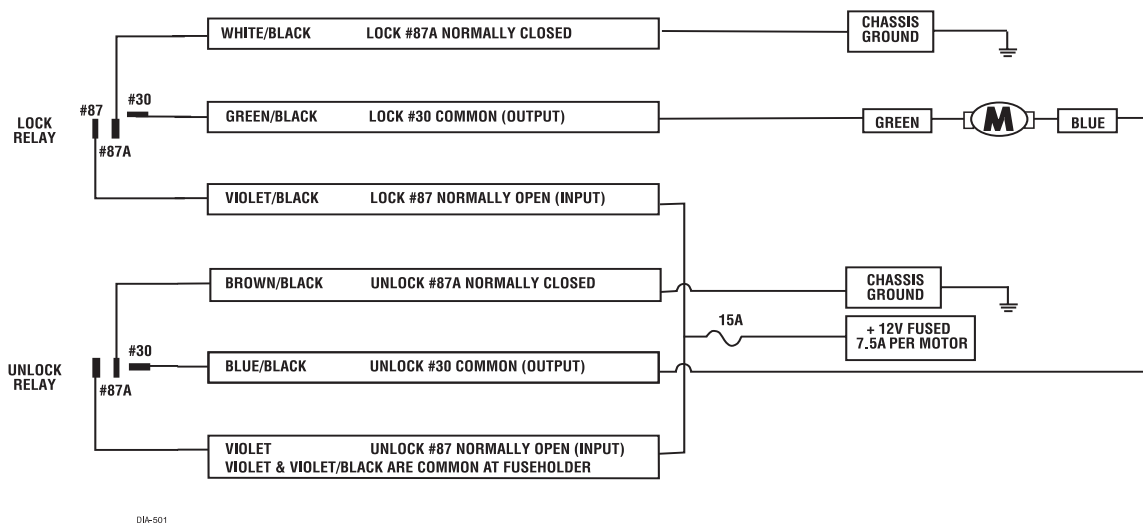 WHITE/BLACK LOCK #87A NORMALLY CLOSED
CHASSIS
GROUND
#87
#30
LOCK
RELAY
GREEN/BLACK LOCK #30 COMMON (OUTPUT)
GREEN
M
BLUE
#87A
VIOLET/BLACK LOCK #87 NORMALLY OPEN (INPUT)
BROWN/BLACK UNLOCK #87A NORMALLY CLOSED
CHASSIS
GROUND
15A
+ 12V FUSED
7.5A PER MOTOR
#30
UNLOCK
RELAY
BLUE/BLACK UNLOCK #30 COMMON (OUTPUT)
#87A
VIOLET UNLOCK #87 NORMALLY OPEN (INPUT)
VIOLET & VIOLET/BLACK ARE COMMON AT FUSEHOLDER
DIA-501